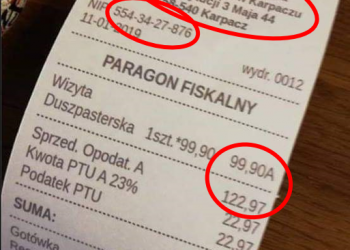 Karpaczu
3 Maja 44
58-540 Karpacz
NIP 554-34-27-876
11-01-2019
wydr. 0012
PARAGON FISKALNY
Wizyta
Duszpasterska 1szt.*99,90 99,90A
Sprzed. Opodat. A 122,97
Kwota PTU A 23% 22,97
Podatek PTU 22,97
SUMA:
Gotówka